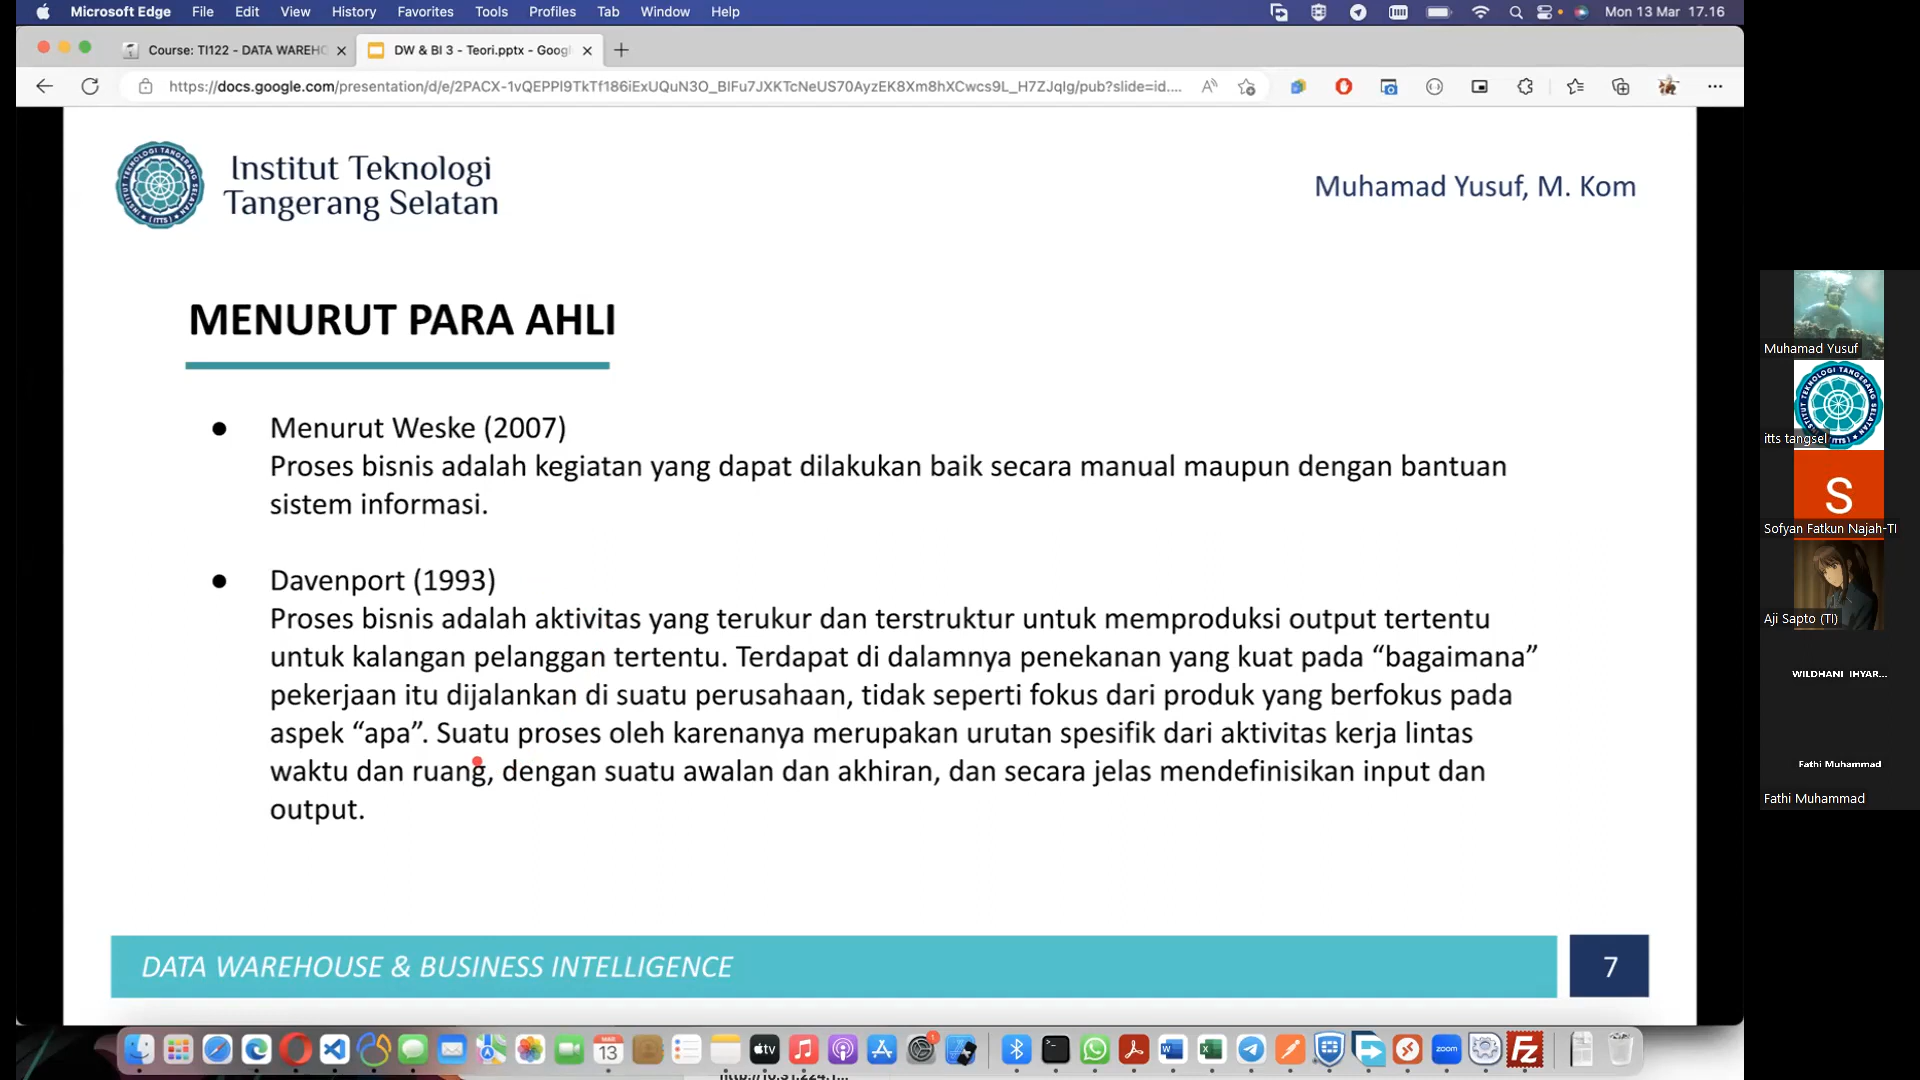 Microsoft Edge File Edit View History Favorites Tools Profiles Tab Window Help Mon 13 Mar 17.16
Course: TI122 - DATA WAREHO DW & BI 3 - Teori.pptx - Goog
https://docs.google.com/presentation/d/e/2PACX-1vQEPPl9TkTf186iExUQuN3O_BIFu7JXKTcNeUS70AyzEK8Xm8hXCwcs9L_H7ZJqIg/pub?slide=id....
Institut Teknologi
Tangerang Selatan
Muhamad Yusuf, M. Kom
MENURUT PARA AHLI
● Menurut Weske (2007)
Proses bisnis adalah kegiatan yang dapat dilakukan baik secara manual maupun dengan bantuan
sistem informasi.
● Davenport (1993)
Proses bisnis adalah aktivitas yang terukur dan terstruktur untuk memproduksi output tertentu
untuk kalangan pelanggan tertentu. Terdapat di dalamnya penekanan yang kuat pada “bagaimana”
pekerjaan itu dijalankan di suatu perusahaan, tidak seperti fokus dari produk yang berfokus pada
aspek “apa”. Suatu proses oleh karenanya merupakan urutan spesifik dari aktivitas kerja lintas
waktu dan ruang, dengan suatu awalan dan akhiran, dan secara jelas mendefinisikan input dan
output.
DATA WAREHOUSE & BUSINESS INTELLIGENCE
7
Muhamad Yusuf
itts tangsel
S
Sofyan Fatkun Najah-TI
Aji Sapto (TI)
WILDHANI IHYAR...
Fathi Muhammad
Fathi Muhammad
13
tv
zoom